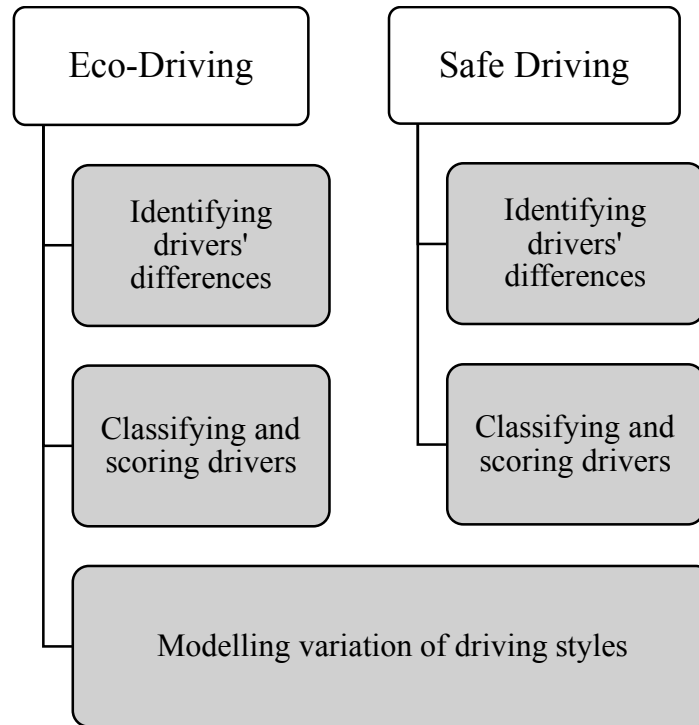 Eco-Driving
Identifying
drivers'
differences
Classifying and
scoring drivers
Safe Driving
Identifying
drivers'
differences
Classifying and
scoring drivers
Modelling variation of driving styles